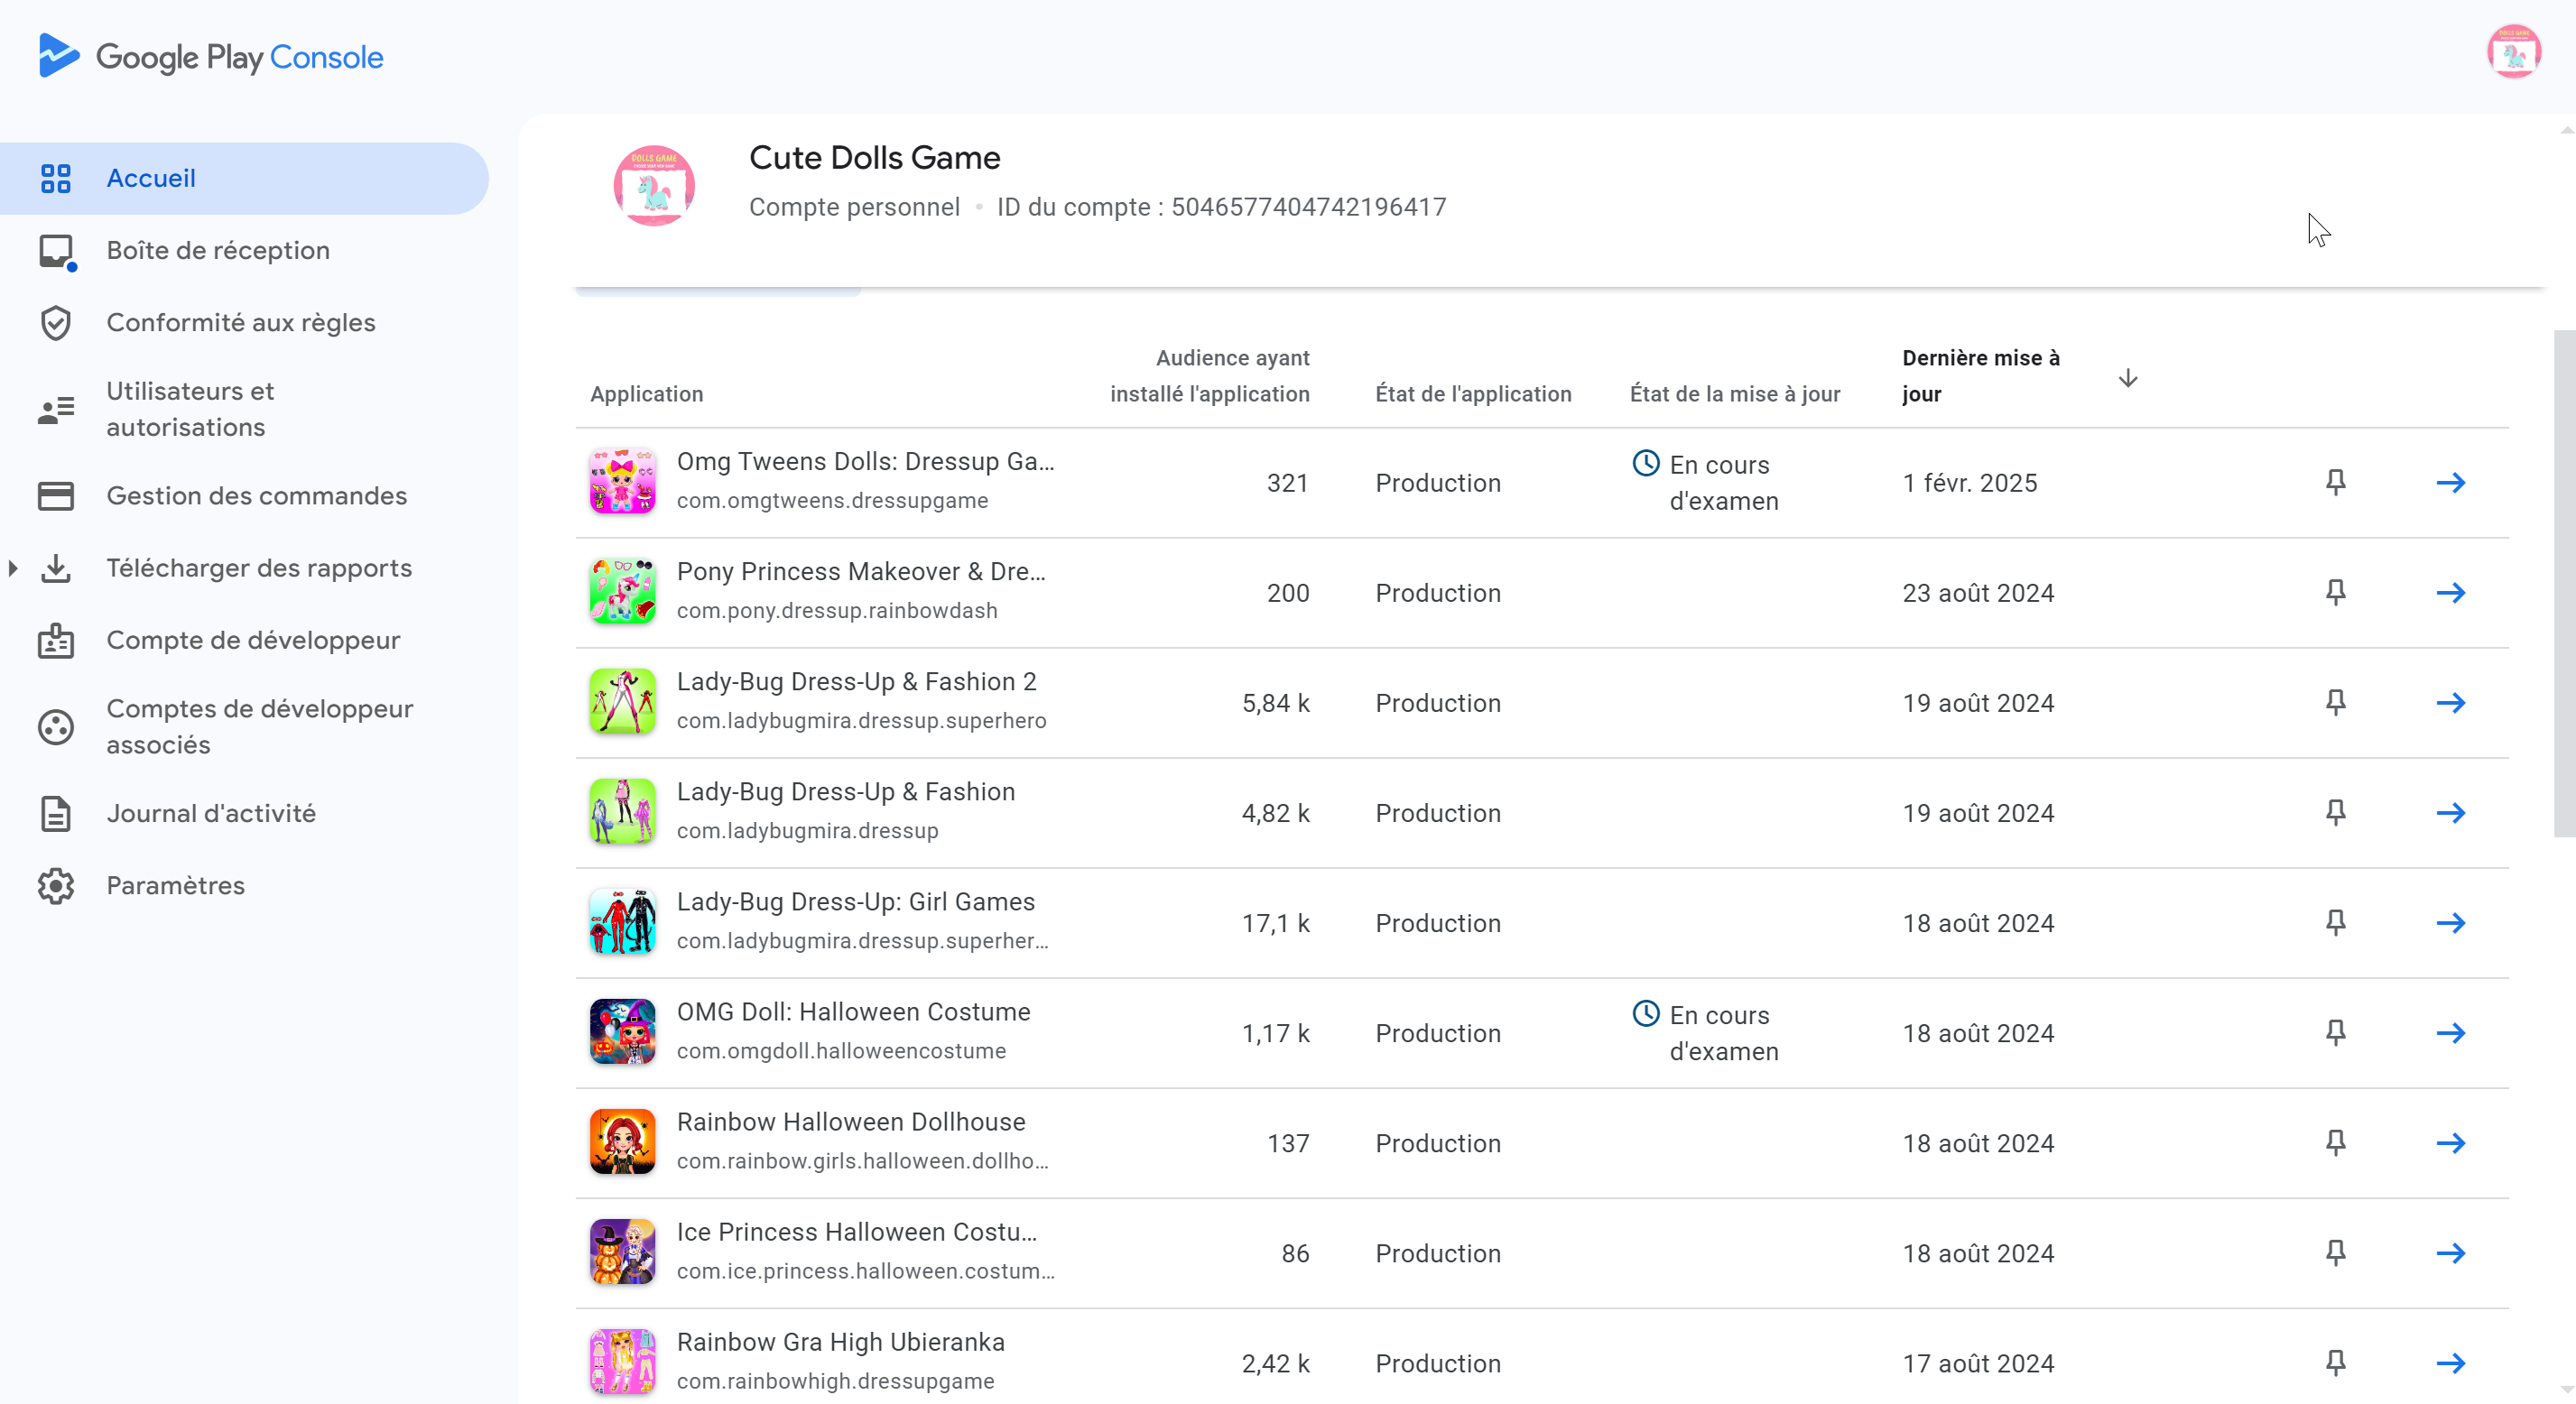 Google Play Console
DOLLS GAME
Accueil
Boîte de réception
Conformité aux règles
Utilisateurs et
autorisations
Gestion des commandes
Télécharger des rapports
Compte de développeur
Comptes de développeur
associés
Journal d'activité
Paramètres
DOLLS GAME
Cute Dolls Game
Compte personnel • ID du compte : 5046577404742196417
Application
Audience ayant
installé l'application
État de l'application
État de la mise à jour
Dernière mise à
jour
Omg Tweens Dolls: Dressup Ga...
com.omgtweens.dressupgame
321
Production
En cours
d'examen
1 févr. 2025
Pony Princess Makeover & Dre...
com.pony.dressup.rainbowdash
200
Production
23 août 2024
Lady-Bug Dress-Up & Fashion 2
com.ladybugmira.dressup.superhero
5,84 k
Production
19 août 2024
Lady-Bug Dress-Up & Fashion
com.ladybugmira.dressup
4,82 k
Production
19 août 2024
Lady-Bug Dress-Up: Girl Games
com.ladybugmira.dressup.superher...
17,1 k
Production
18 août 2024
OMG Doll: Halloween Costume
com.omgdoll.halloweencostume
1,17 k
Production
En cours
d'examen
18 août 2024
Rainbow Halloween Dollhouse
com.rainbow.girls.halloween.dollho...
137
Production
18 août 2024
Ice Princess Halloween Costu...
com.ice.princess.halloween.costum...
86
Production
18 août 2024
Rainbow Gra High Ubieranka
com.rainbowhigh.dressupgame
2,42 k
Production
17 août 2024